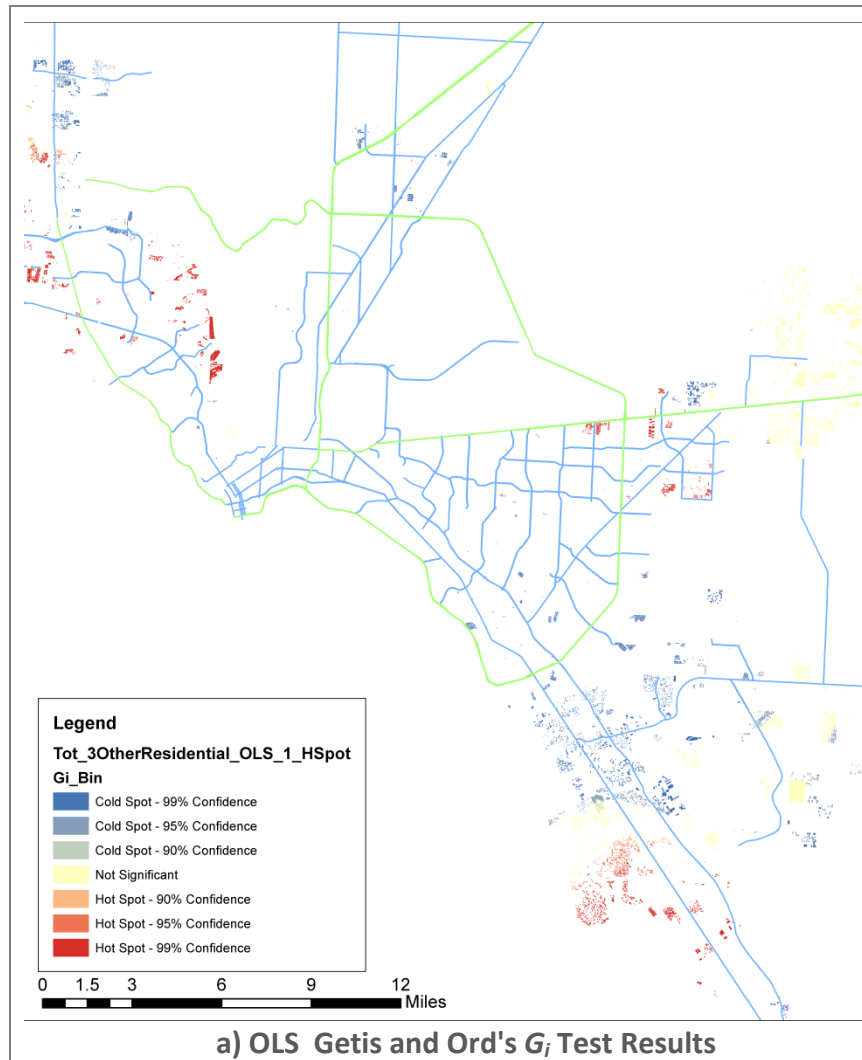 Legend
Tot_3OtherResidential_OLS_1_HSpot
Gi_Bin
Cold Spot - 99% Confidence
Cold Spot - 95% Confidence
Cold Spot - 90% Confidence
Not Significant
Hot Spot - 90% Confidence
Hot Spot - 95% Confidence
Hot Spot - 99% Confidence
0 1.5 3 6 9 12
Miles
a) OLS Getis and Ord's Gi Test Results